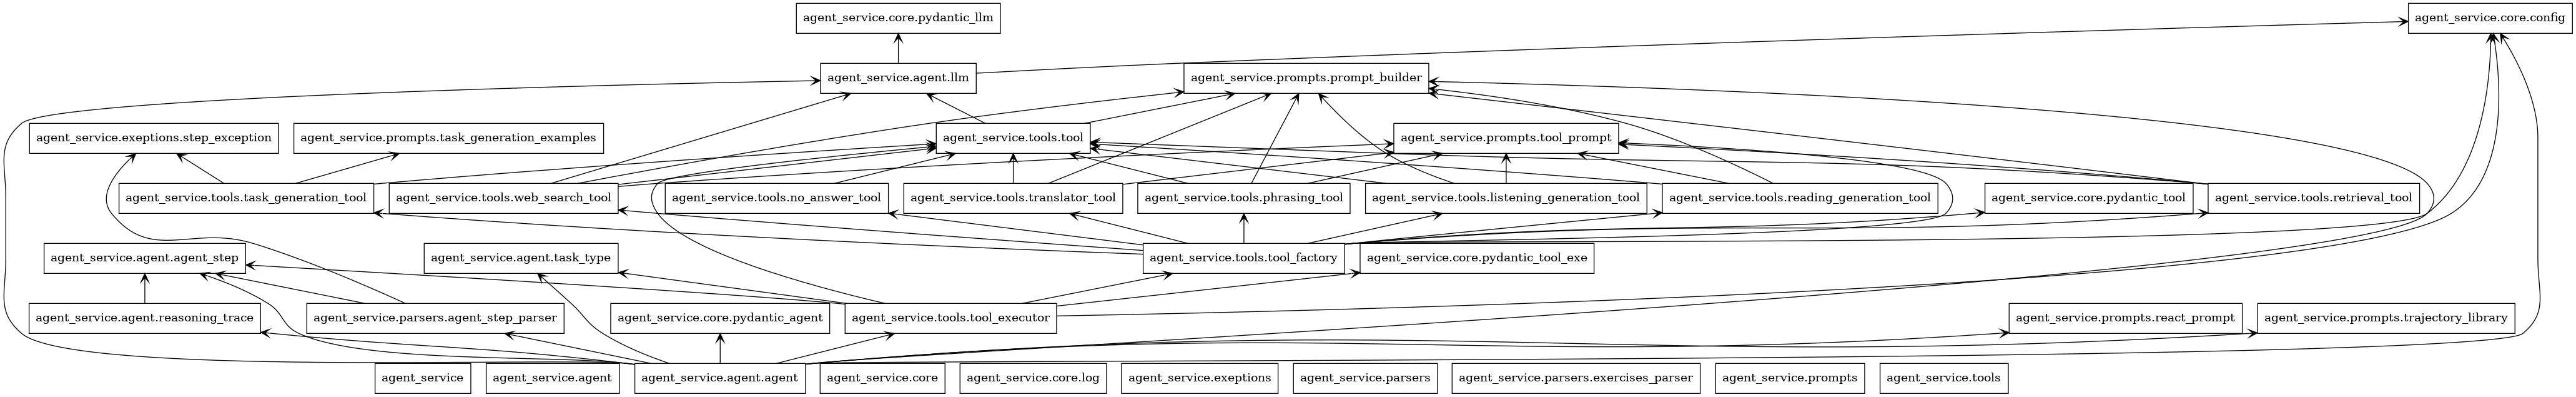 agent_service.core.pydantic_llm
agent_service.core.config
agent_service.agent.llm
agent_service.prompts.prompt_builder
agent_service.exeptions.step_exception
agent_service.prompts.task_generation_examples
agent_service.tools.tool
agent_service.prompts.tool_prompt
agent_service.tools.task_generation_tool
agent_service.tools.web_search_tool
agent_service.tools.no_answer_tool
agent_service.tools.translator_tool
agent_service.tools.phrasing_tool
agent_service.tools.listening_generation_tool
agent_service.tools.reading_generation_tool
agent_service.core.pydantic_tool
agent_service.tools.retrieval_tool
agent_service.agent.agent_step
agent_service.agent.task_type
agent_service.tools.tool_factory
agent_service.core.pydantic_tool_exe
agent_service.agent.reasoning_trace
agent_service.parsers.agent_step_parser
agent_service.core.pydantic_agent
agent_service.tools.tool_executor
agent_service.prompts.react_prompt
agent_service.prompts.trajectory_library
agent_service
agent_service.agent
agent_service.agent.agent
agent_service.core
agent_service.core.log
agent_service.exeptions
agent_service.parsers
agent_service.parsers.exercises_parser
agent_service.prompts
agent_service.tools